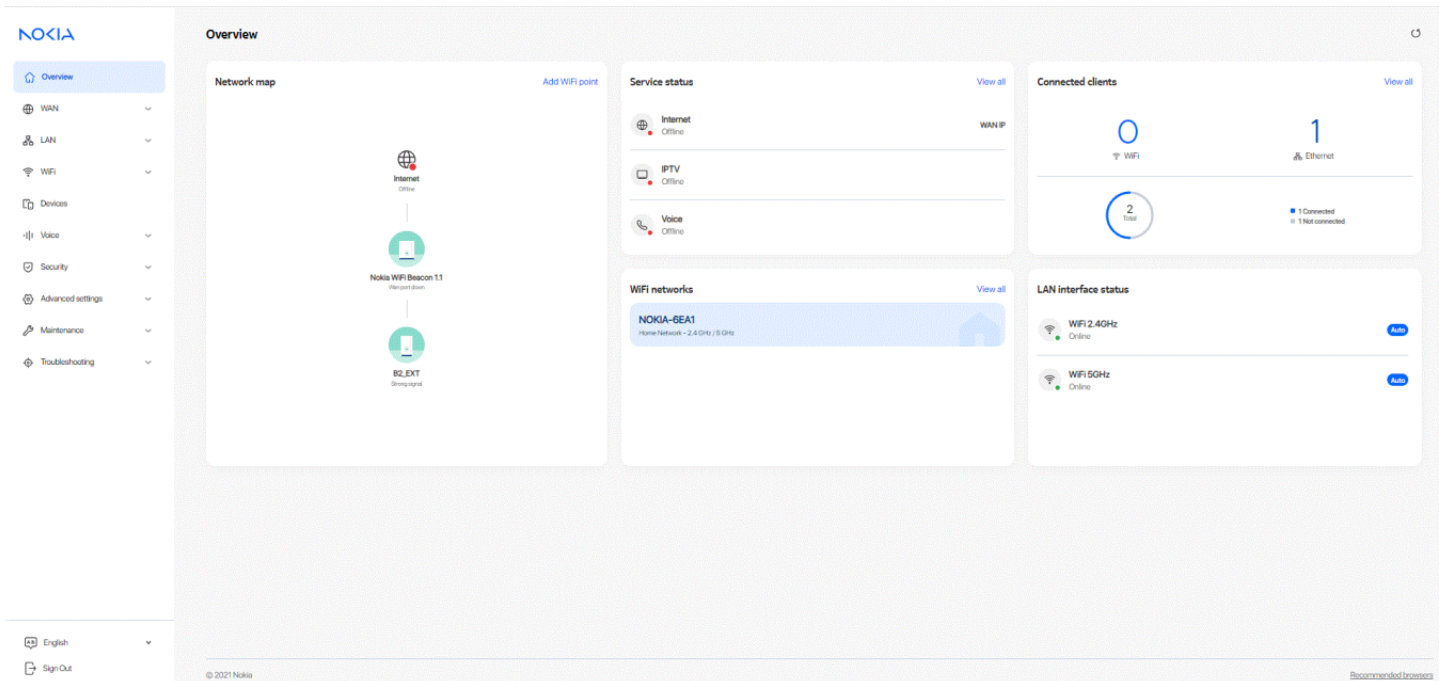 NOKIA
Overview
WAN
LAN
WiFi
Devices
Voice
Security
Advanced settings
Maintenance
Troubleshooting
English
Sign Out
Overview
Network map
Add WiFi point
Internet
Offline
Nokia WiFi Beacon 1.1
Wan port down
B2_EXT
Strong signal
Service status
View all
Internet
Offline
WAN IP
IPTV
Offline
Voice
Offline
Connected clients
View all
0
WiFi
1
Ethernet
2
Total
1 Connected
1 Not connected
WiFi networks
View all
NOKIA-6EA1
Home Network - 2.4 GHz / 5 GHz
LAN interface status
WiFi 2.4GHz
Online
Auto
WiFi 5GHz
Online
Auto
© 2021 Nokia
Recommended browsers